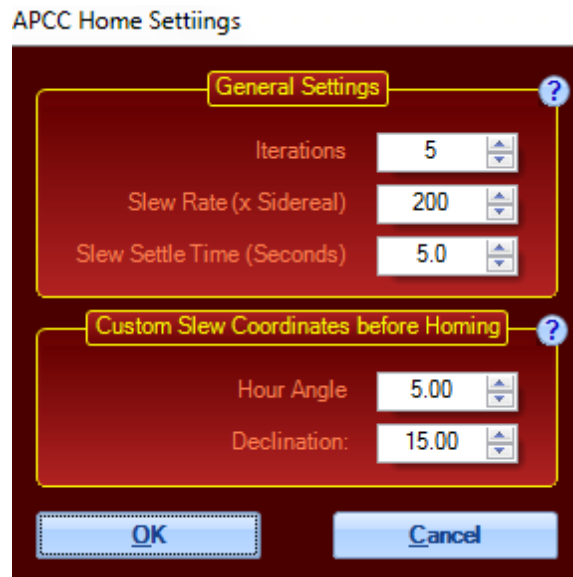 APCC Home Settiings
General Settings
?
Iterations 5
Slew Rate (x Sidereal) 200
Slew Settle Time (Seconds) 5.0
Custom Slew Coordinates before Homing
?
Hour Angle 5.00
Declination: 15.00
OK Cancel